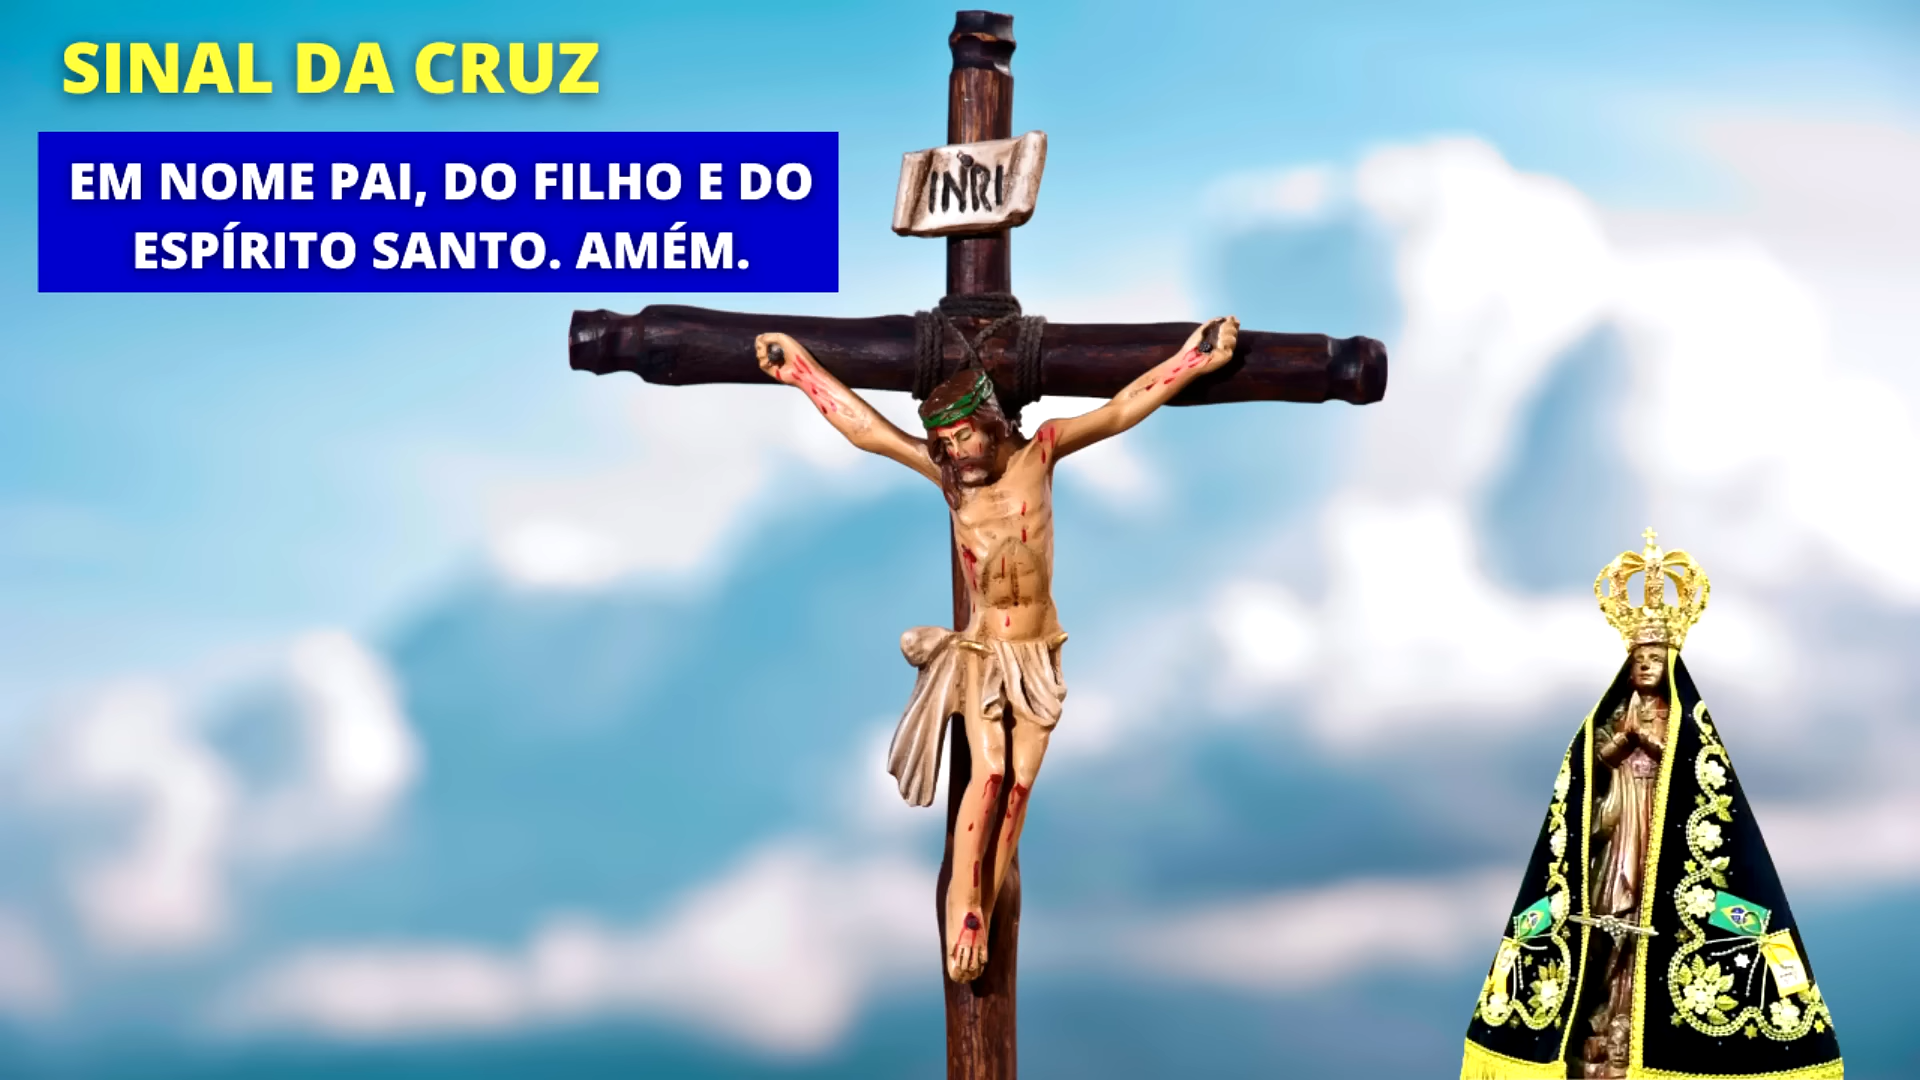 SINAL DA CRUZ
EM NOME PAI, DO FILHO E DO
ESPÍRITO SANTO. AMÉM.
INRI